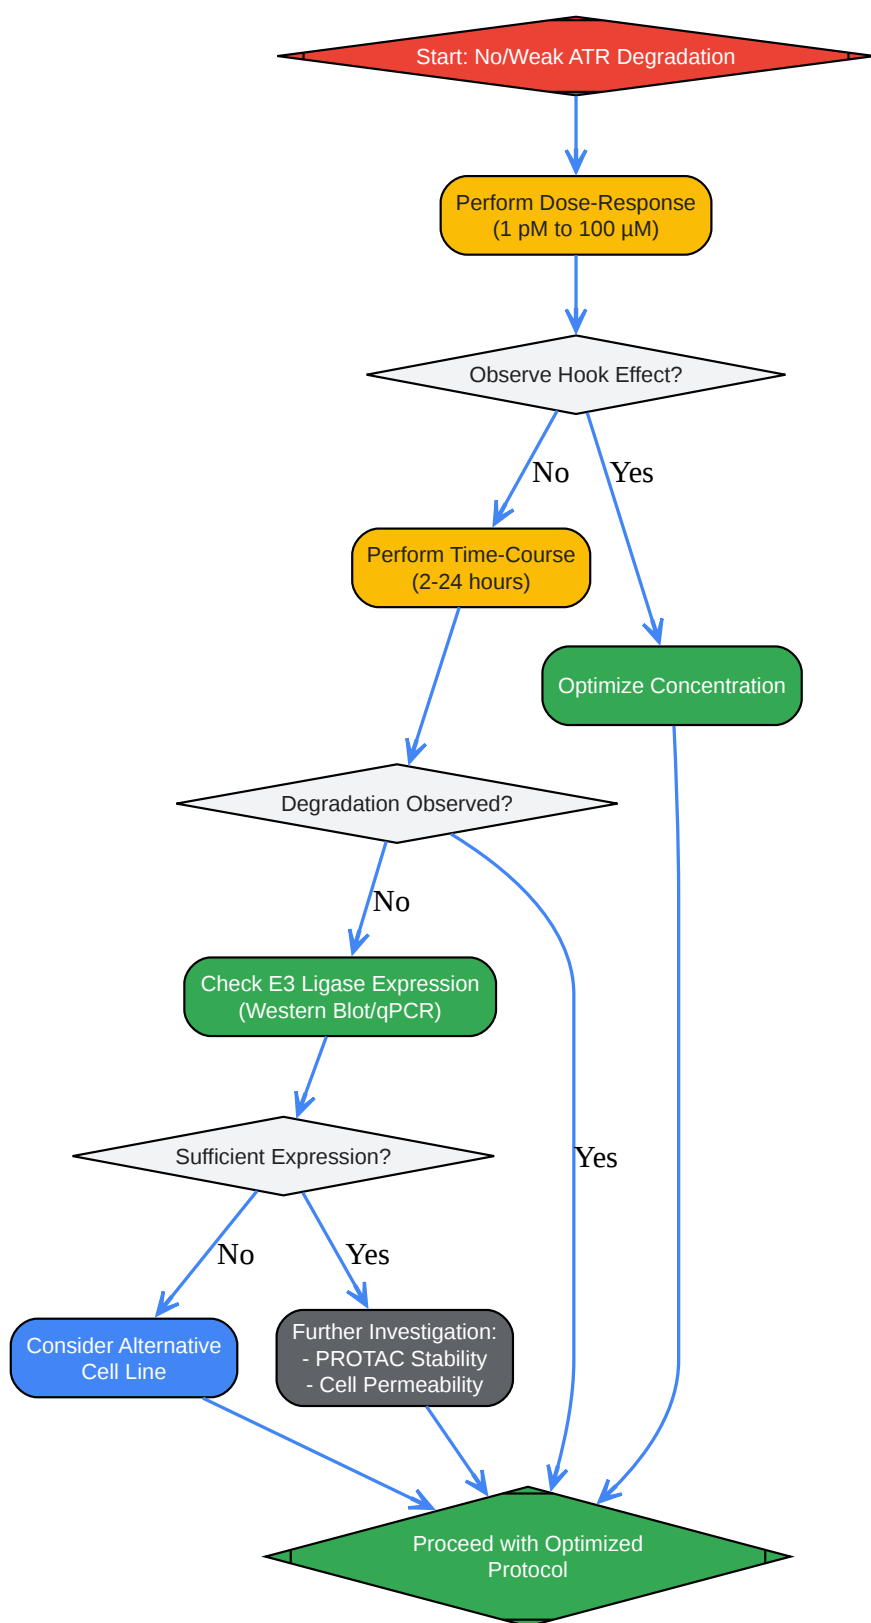 Start: No/Weak ATR Degradation
Perform Dose-Response
(1 pM to 100 µM)
Observe Hook Effect?
No
Yes
Perform Time-Course
(2-24 hours)
Optimize Concentration
Degradation Observed?
No
Check E3 Ligase Expression
(Western Blot/qPCR)
Sufficient Expression?
Yes
No
Yes
Consider Alternative
Cell Line
Further Investigation:
- PROTAC Stability
- Cell Permeability
Proceed with Optimized
Protocol